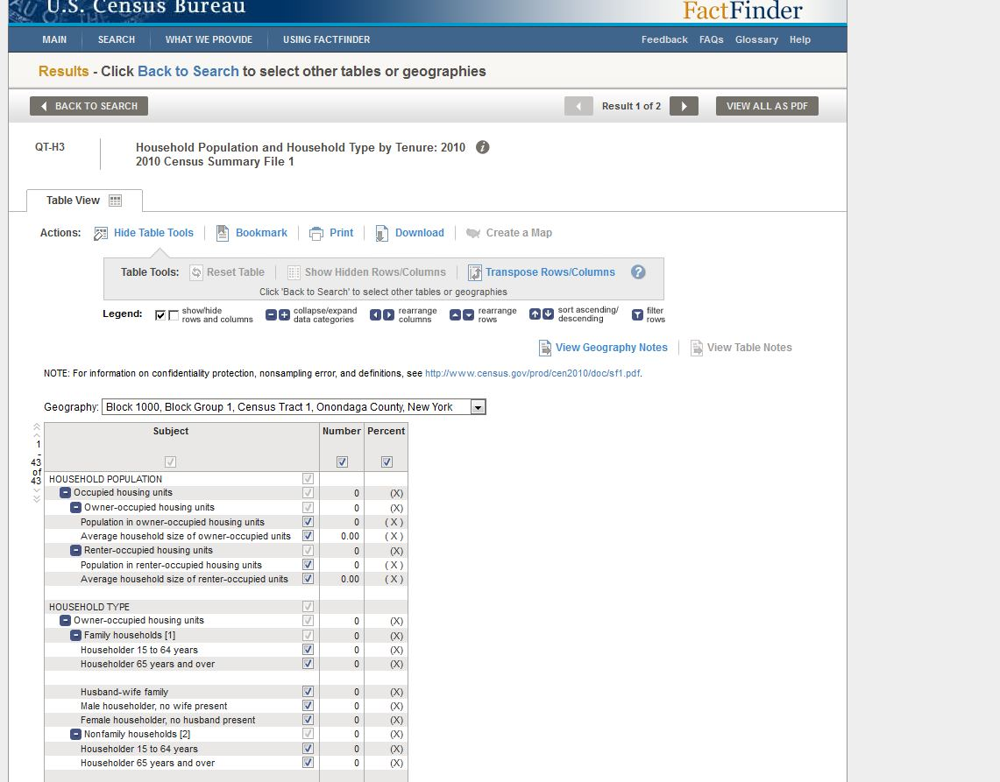 U.S. Census Bureau
FactFinder
MAIN SEARCH WHAT WE PROVIDE USING FACTFINDER Feedback FAQs Glossary Help
Results - Click Back to Search to select other tables or geographies
BACK TO SEARCH Result 1 of 2 VIEW ALL AS PDF
QT-H3 Household Population and Household Type by Tenure: 2010 i
2010 Census Summary File 1
Table View
Actions: Hide Table Tools Bookmark Print Download Create a Map
Table Tools: Reset Table Show Hidden Rows/Columns Transpose Rows/Columns ?
Click 'Back to Search' to select other tables or geographies
Legend: show/hide rows and columns collapse/expand data categories rearrange columns rearrange rows sort ascending/ descending filter rows
View Geography Notes View Table Notes
NOTE: For information on confidentiality protection, nonsampling error, and definitions, see http://www.census.gov/prod/cen2010/doc/sf1.pdf.
Geography: Block 1000, Block Group 1, Census Tract 1, Onondaga County, New York
1
-
43
of
43
Subject Number Percent
HOUSEHOLD POPULATION
Occupied housing units 0 (X)
Owner-occupied housing units 0 (X)
Population in owner-occupied housing units 0 ( X )
Average household size of owner-occupied units 0.00 ( X )
Renter-occupied housing units 0 (X)
Population in renter-occupied housing units 0 ( X )
Average household size of renter-occupied units 0.00 ( X )
HOUSEHOLD TYPE
Owner-occupied housing units 0 (X)
Family households [1] 0 (X)
Householder 15 to 64 years 0 (X)
Householder 65 years and over 0 (X)
Husband-wife family 0 (X)
Male householder, no wife present 0 (X)
Female householder, no husband present 0 (X)
Nonfamily households [2] 0 (X)
Householder 15 to 64 years 0 (X)
Householder 65 years and over 0 (X)